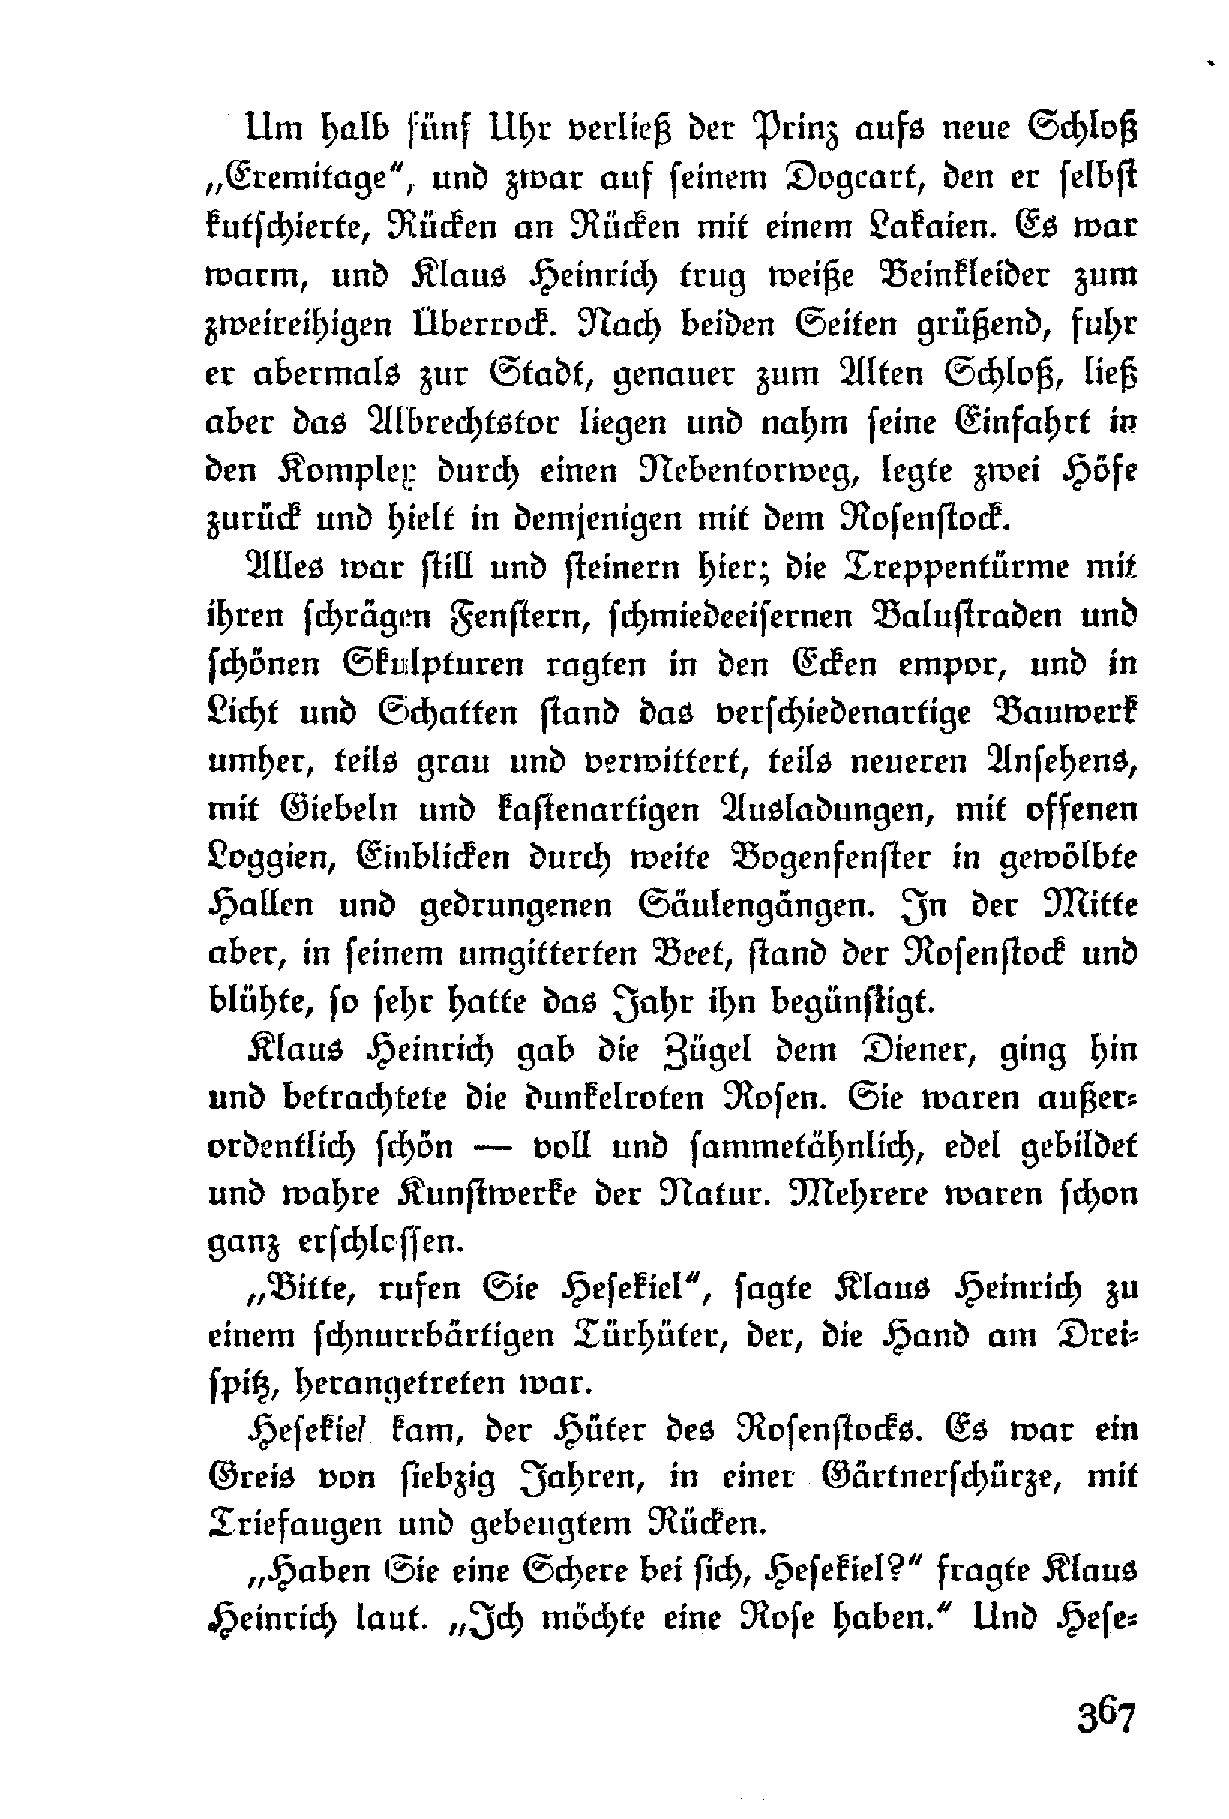 Um halb fünf Uhr verließ der Prinz aufs neue Schloß
„Eremitage“, und zwar auf seinem Dogcart, den er selbst
kutschierte, Rücken an Rücken mit einem Lakaien. Es war
warm, und Klaus Heinrich trug weiße Beinkleider zum
zweireihigen Überrock. Nach beiden Seiten grüßend, fuhr
er abermals zur Stadt, genauer zum Alten Schloß, ließ
aber das Albrechtstor liegen und nahm seine Einfahrt in
den Komplex durch einen Nebentorweg, legte zwei Höfe
zurück und hielt in demjenigen mit dem Rosenstock.
Alles war still und steinern hier; die Treppentürme mit
ihren schrägen Fenstern, schmiedeeisernen Balustraden und
schönen Skulpturen ragten in den Ecken empor, und in
Licht und Schatten stand das verschiedenartige Bauwerk
umher, teils grau und verwittert, teils neueren Ansehens,
mit Giebeln und kastenartigen Ausladungen, mit offenen
Loggien, Einblicken durch weite Bogenfenster in gewölbte
Hallen und gedrungenen Säulengängen. In der Mitte
aber, in seinem umgitterten Beet, stand der Rosenstock und
blühte, so sehr hatte das Jahr ihn begünstigt.
Klaus Heinrich gab die Zügel dem Diener, ging hin
und betrachtete die dunkelroten Rosen. Sie waren außer-
ordentlich schön — voll und sammetähnlich, edel gebildet
und wahre Kunstwerke der Natur. Mehrere waren schon
ganz erschlossen.
„Bitte, rufen Sie Hesekiel“, sagte Klaus Heinrich zu
einem schnurrbärtigen Türhüter, der, die Hand am Drei-
spitz, herangetreten war.
Hesekiel kam, der Hüter des Rosenstocks. Es war ein
Greis von siebzig Jahren, in einer Gärtnerschürze, mit
Triefaugen und gebeugtem Rücken.
„Haben Sie eine Schere bei sich, Hesekiel?“ fragte Klaus
Heinrich laut. „Ich möchte eine Rose haben.“ Und Hese-
367